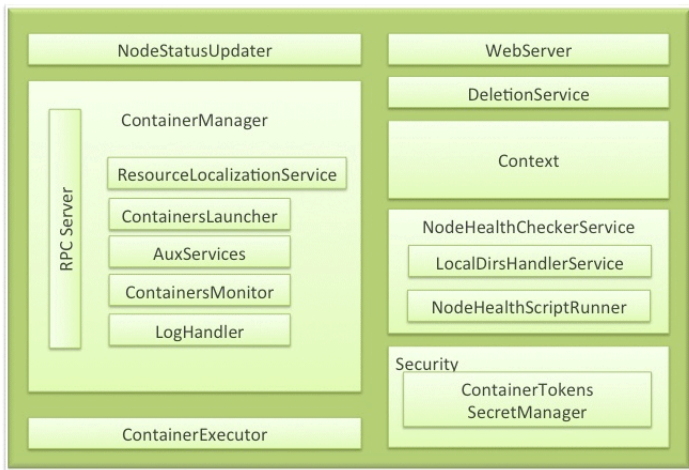 NodeStatusUpdater
ContainerManager
RPC Server
ResourceLocalizationService
ContainersLauncher
AuxServices
ContainersMonitor
LogHandler
ContainerExecutor
WebServer
DeletionService
Context
NodeHealthCheckerService
LocalDirsHandlerService
NodeHealthScriptRunner
Security
ContainerTokens
SecretManager